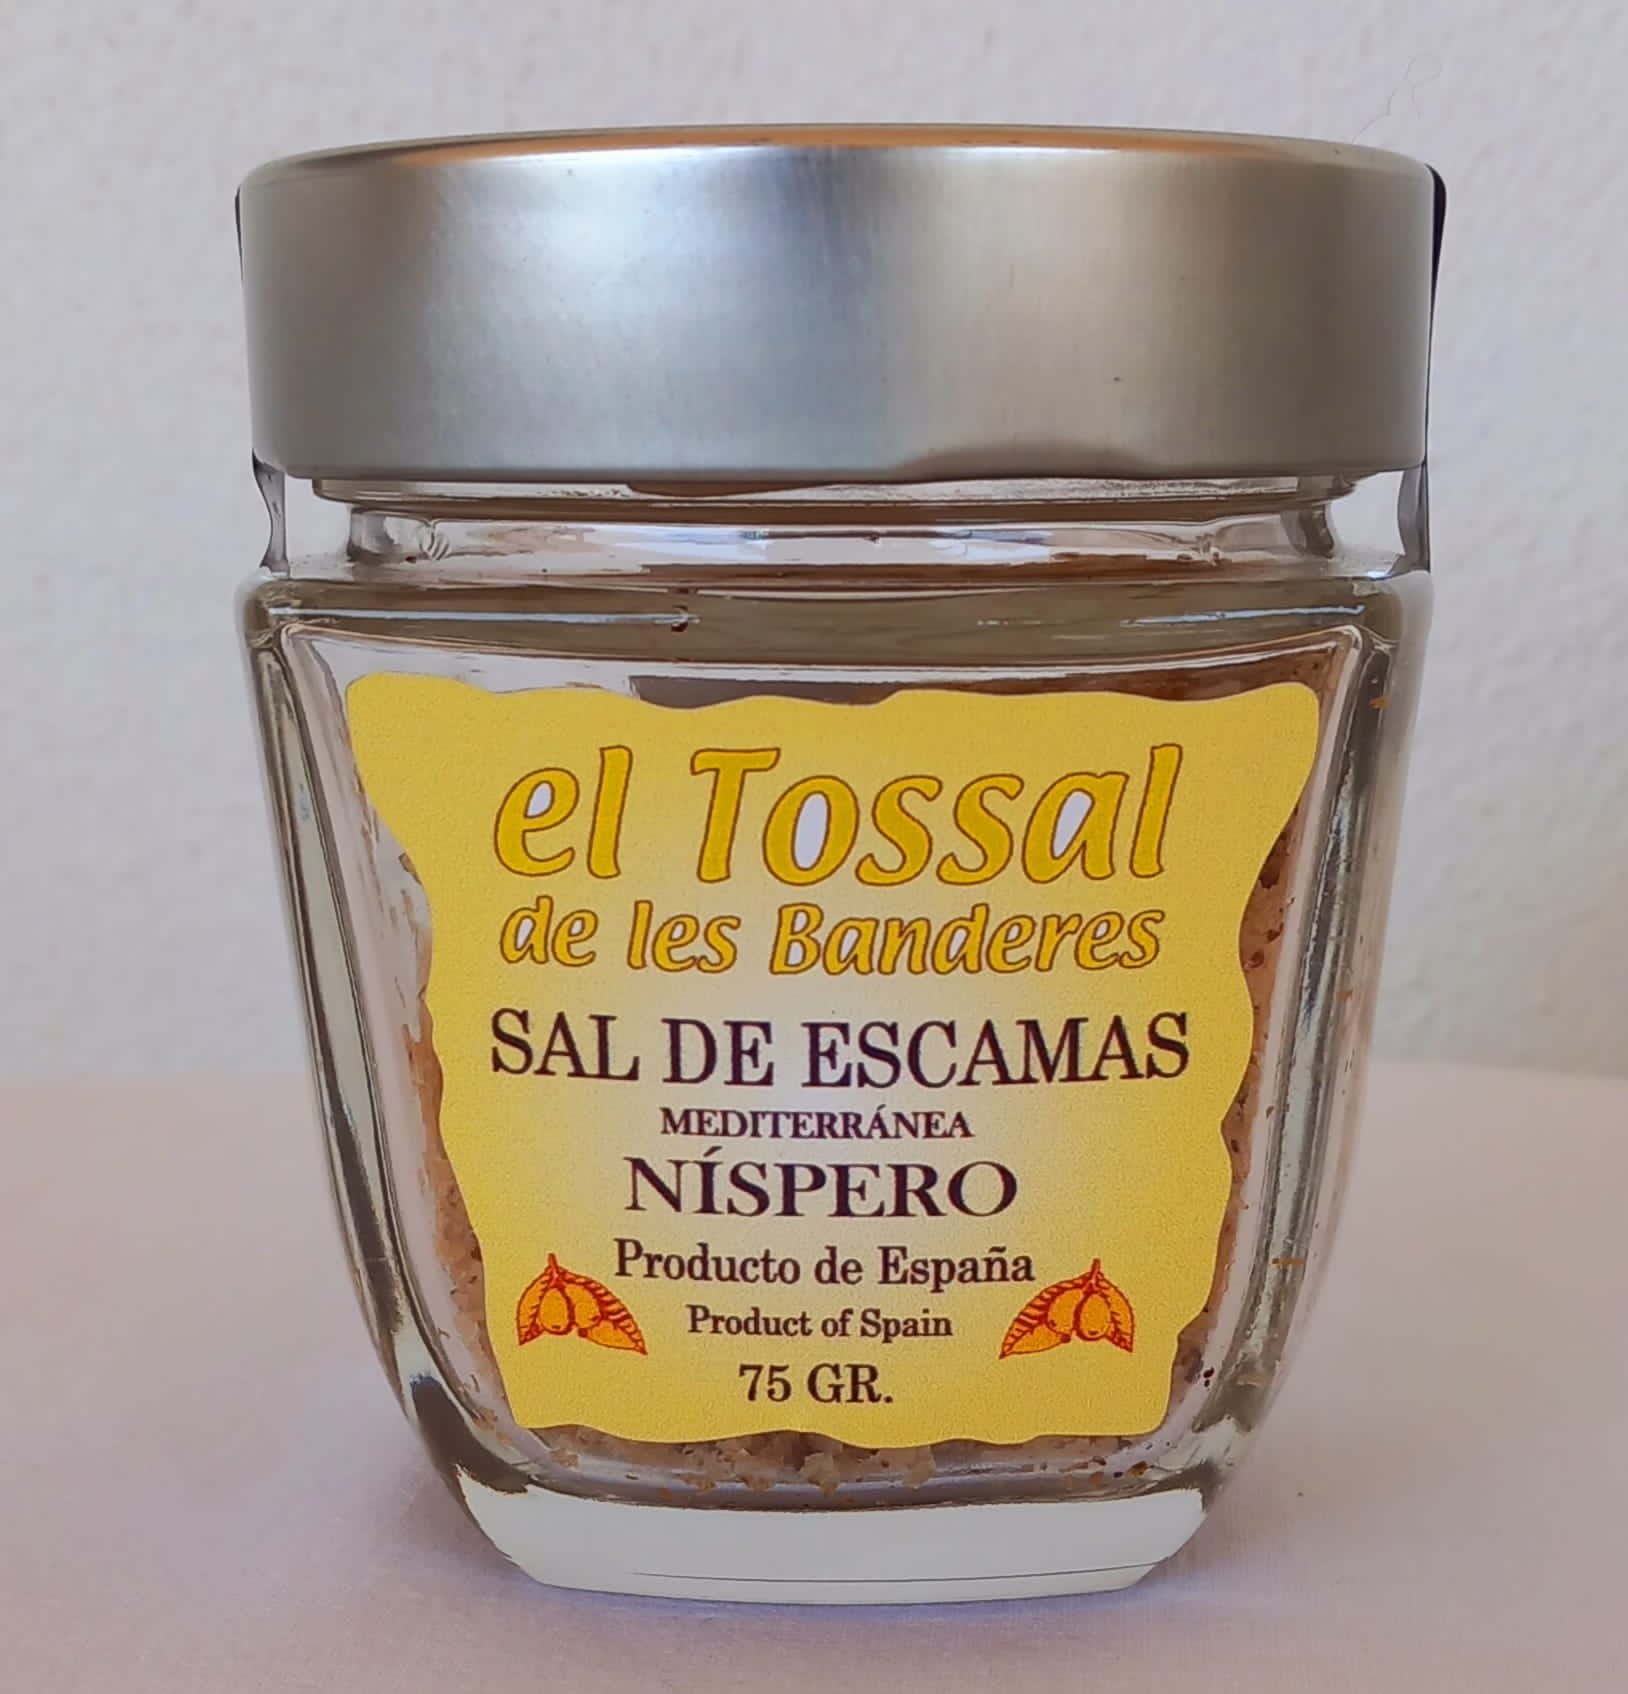 el Tossal
de les Banderes
SAL DE ESCAMAS
MEDITERRÁNEA
NÍSPERO
Producto de España
Product of Spain
75 GR.